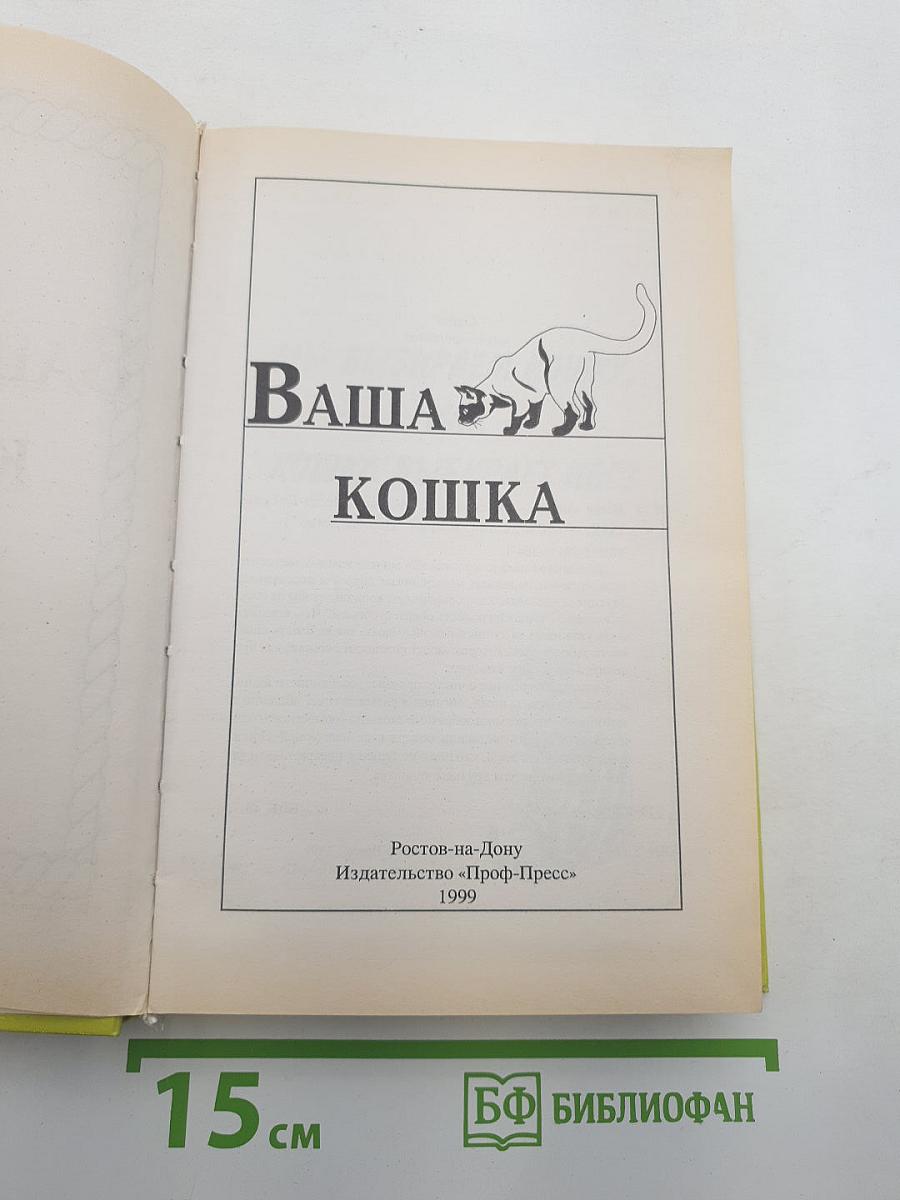 Ваша
кошка
Ростов-на-Дону
Издательство «Проф-Пресс»
1999
15 см
БФ БИБЛИОФАН